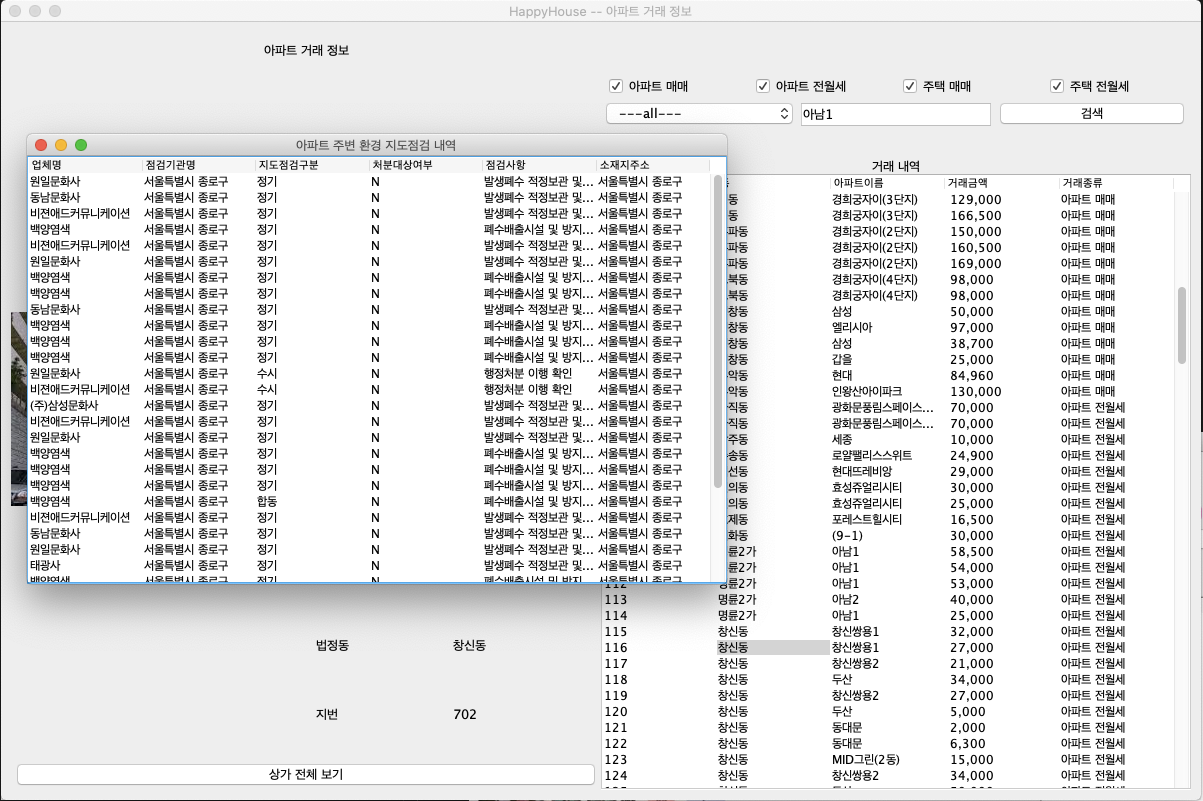 HappyHouse -- 아파트 거래 정보
아파트 거래 정보
아파트 매매 아파트 전월세 주택 매매 주택 전월세
---all--- 아남1 검색
아파트 주변 환경 지도점검 내역
업체명 점검기관명 지도점검구분 처분대상여부 점검사항 소재지주소
원일문화사 서울특별시 종로구 정기 N 발생폐수 적정보관 및... 서울특별시 종로구
동남문화사 서울특별시 종로구 정기 N 발생폐수 적정보관 및... 서울특별시 종로구
비젼애드커뮤니케이션 서울특별시 종로구 정기 N 발생폐수 적정보관 및... 서울특별시 종로구
백양염색 서울특별시 종로구 정기 N 폐수배출시설 및 방지... 서울특별시 종로구
비젼애드커뮤니케이션 서울특별시 종로구 정기 N 발생폐수 적정보관 및... 서울특별시 종로구
원일문화사 서울특별시 종로구 정기 N 발생폐수 적정보관 및... 서울특별시 종로구
백양염색 서울특별시 종로구 정기 N 폐수배출시설 및 방지... 서울특별시 종로구
백양염색 서울특별시 종로구 정기 N 폐수배출시설 및 방지... 서울특별시 종로구
동남문화사 서울특별시 종로구 정기 N 발생폐수 적정보관 및... 서울특별시 종로구
백양염색 서울특별시 종로구 정기 N 폐수배출시설 및 방지... 서울특별시 종로구
백양염색 서울특별시 종로구 정기 N 폐수배출시설 및 방지... 서울특별시 종로구
백양염색 서울특별시 종로구 정기 N 폐수배출시설 및 방지... 서울특별시 종로구
원일문화사 서울특별시 종로구 수시 N 행정처분 이행 확인 서울특별시 종로구
비젼애드커뮤니케이션 서울특별시 종로구 수시 N 행정처분 이행 확인 서울특별시 종로구
(주)삼성문화사 서울특별시 종로구 정기 N 발생폐수 적정보관 및... 서울특별시 종로구
비젼애드커뮤니케이션 서울특별시 종로구 정기 N 발생폐수 적정보관 및... 서울특별시 종로구
원일문화사 서울특별시 종로구 정기 N 발생폐수 적정보관 및... 서울특별시 종로구
백양염색 서울특별시 종로구 정기 N 폐수배출시설 및 방지... 서울특별시 종로구
백양염색 서울특별시 종로구 정기 N 폐수배출시설 및 방지... 서울특별시 종로구
백양염색 서울특별시 종로구 정기 N 폐수배출시설 및 방지... 서울특별시 종로구
백양염색 서울특별시 종로구 합동 N 폐수배출시설 및 방지... 서울특별시 종로구
비젼애드커뮤니케이션 서울특별시 종로구 정기 N 발생폐수 적정보관 및... 서울특별시 종로구
동남문화사 서울특별시 종로구 정기 N 발생폐수 적정보관 및... 서울특별시 종로구
원일문화사 서울특별시 종로구 정기 N 발생폐수 적정보관 및... 서울특별시 종로구
태광사 서울특별시 종로구 정기 N 발생폐수 적정보관 및... 서울특별시 종로구
백양염색 서울특별시 종로구 정기 N 폐수배출시설 및 방지... 서울특별시 종로구
거래 내역
아파트이름 거래금액 거래종류
동 경희궁자이(3단지) 129,000 아파트 매매
동 경희궁자이(3단지) 166,500 아파트 매매
파동 경희궁자이(2단지) 150,000 아파트 매매
파동 경희궁자이(2단지) 160,500 아파트 매매
파동 경희궁자이(2단지) 169,000 아파트 매매
북동 경희궁자이(4단지) 98,000 아파트 매매
북동 경희궁자이(4단지) 98,000 아파트 매매
창동 삼성 50,000 아파트 매매
창동 엘리시아 97,000 아파트 매매
창동 삼성 38,700 아파트 매매
창동 갑을 25,000 아파트 매매
악동 현대 84,960 아파트 매매
악동 인왕산아이파크 130,000 아파트 매매
직동 광화문풍림스페이스... 70,000 아파트 전월세
직동 광화문풍림스페이스... 70,000 아파트 전월세
주동 세종 10,000 아파트 전월세
송동 로얄팰리스스위트 24,900 아파트 전월세
선동 현대뜨레비앙 29,000 아파트 전월세
의동 효성쥬얼리시티 30,000 아파트 전월세
의동 효성쥬얼리시티 25,000 아파트 전월세
제동 포레스트힐시티 16,500 아파트 전월세
화동 (9-1) 30,000 아파트 전월세
륜2가 아남1 58,500 아파트 전월세
륜2가 아남1 54,000 아파트 전월세
112 명륜2가 아남1 53,000 아파트 전월세
113 명륜2가 아남2 40,000 아파트 전월세
114 명륜2가 아남1 25,000 아파트 전월세
115 창신동 창신쌍용1 32,000 아파트 전월세
116 창신동 창신쌍용1 27,000 아파트 전월세
117 창신동 창신쌍용2 21,000 아파트 전월세
118 창신동 두산 34,000 아파트 전월세
119 창신동 창신쌍용2 27,000 아파트 전월세
120 창신동 두산 5,000 아파트 전월세
121 창신동 동대문 2,000 아파트 전월세
122 창신동 동대문 6,300 아파트 전월세
123 창신동 MID그린(2동) 15,000 아파트 전월세
124 창신동 창신쌍용2 34,000 아파트 전월세
법정동 창신동
지번 702
상가 전체 보기